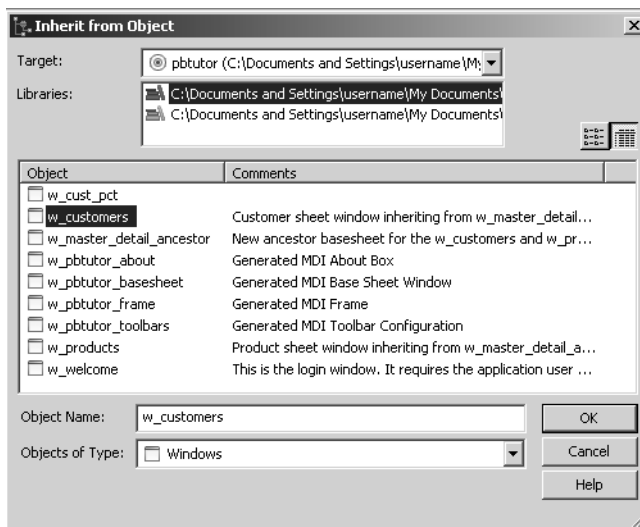 Inherit from Object
Target: pbtutor (C:\Documents and Settings\username\My
Libraries: C:\Documents and Settings\username\My Documents\
C:\Documents and Settings\username\My Documents\
Object Comments
w_cust_pct
w_customers Customer sheet window inheriting from w_master_detail...
w_master_detail_ancestor New ancestor basesheet for the w_customers and w_pr...
w_pbtutor_about Generated MDI About Box
w_pbtutor_basesheet Generated MDI Base Sheet Window
w_pbtutor_frame Generated MDI Frame
w_pbtutor_toolbars Generated MDI Toolbar Configuration
w_products Product sheet window inheriting from w_master_detail_a...
w_welcome This is the login window. It requires the application user ...
Object Name: w_customers OK
Objects of Type: Windows Cancel
Help